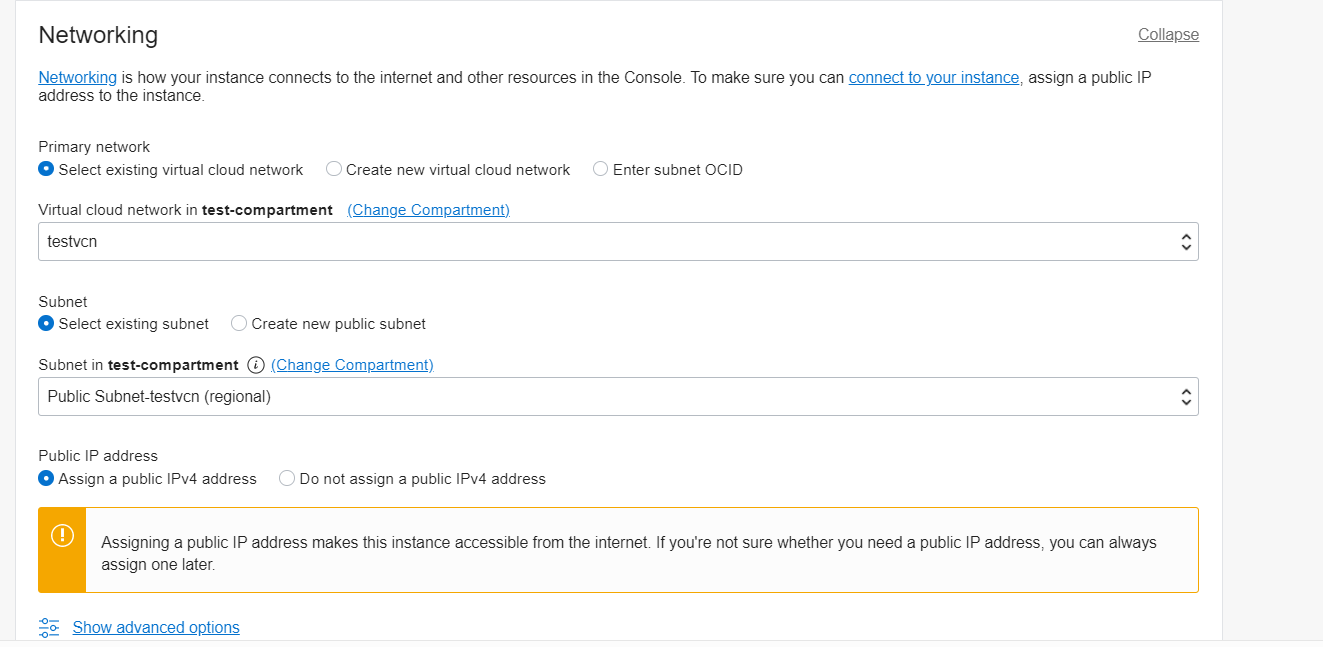 Networking
Collapse
Networking is how your instance connects to the internet and other resources in the Console. To make sure you can connect to your instance, assign a public IP
address to the instance.
Primary network
Select existing virtual cloud network Create new virtual cloud network Enter subnet OCID
Virtual cloud network in test-compartment (Change Compartment)
testvcn
Subnet
Select existing subnet Create new public subnet
Subnet in test-compartment i (Change Compartment)
Public Subnet-testvcn (regional)
Public IP address
Assign a public IPv4 address Do not assign a public IPv4 address
! Assigning a public IP address makes this instance accessible from the internet. If you're not sure whether you need a public IP address, you can always
assign one later.
Show advanced options